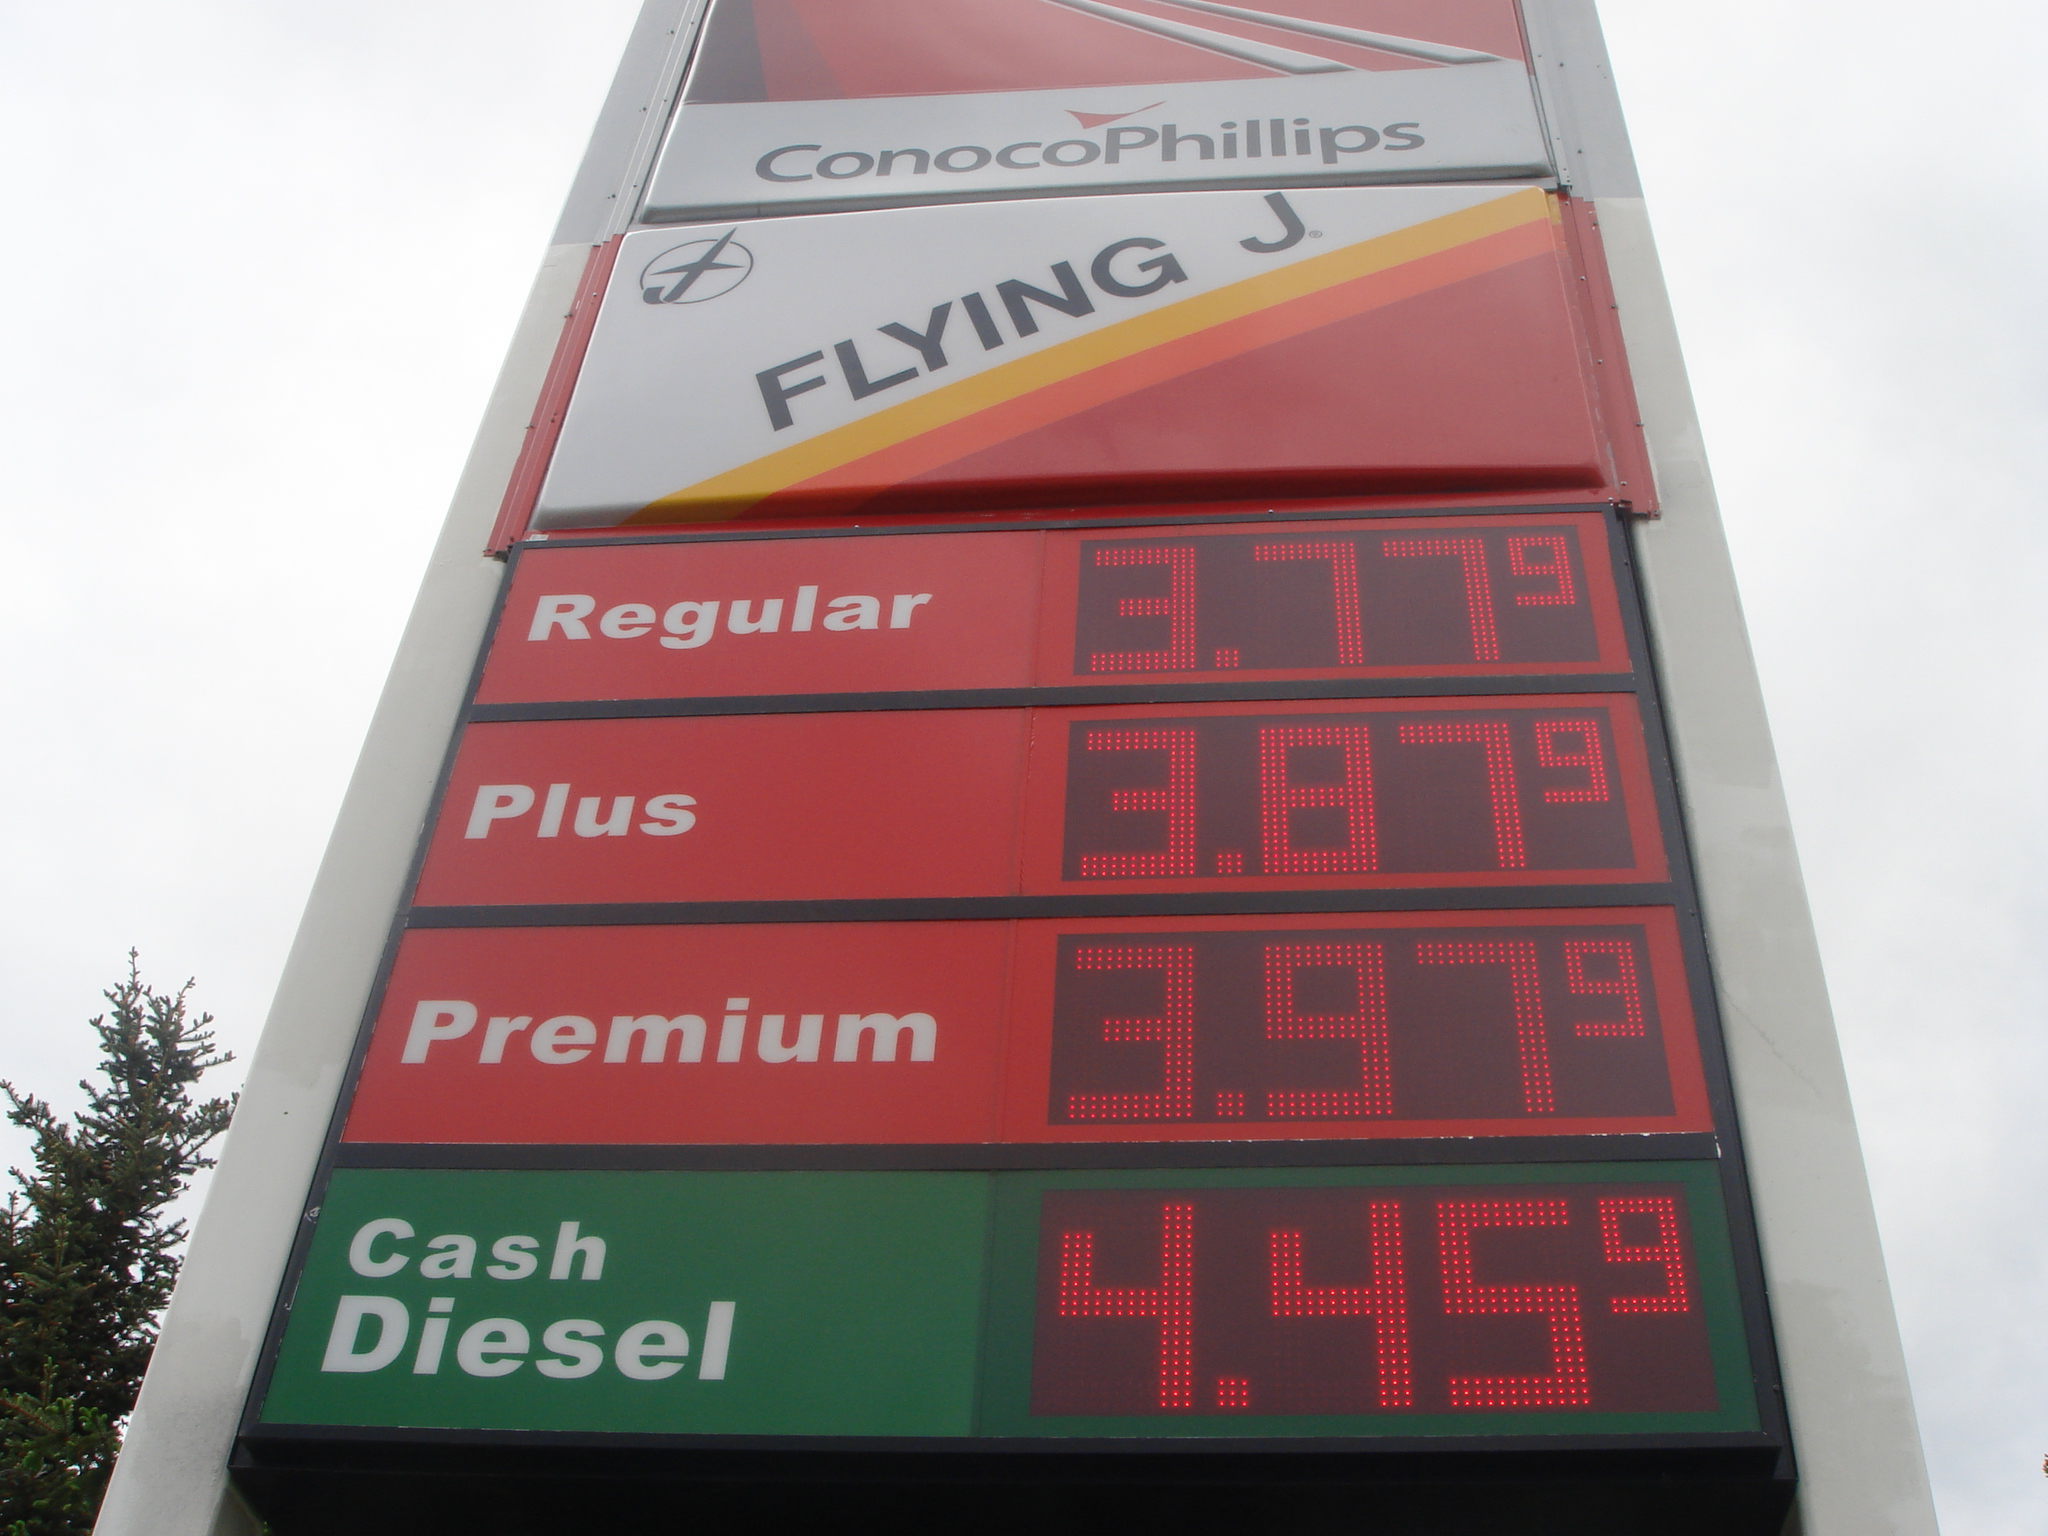 ConocoPhillips
FLYING J®
Regular 3.77 9
Plus 3.87 9
Premium 3.97 9
Cash
Diesel 4.45 9